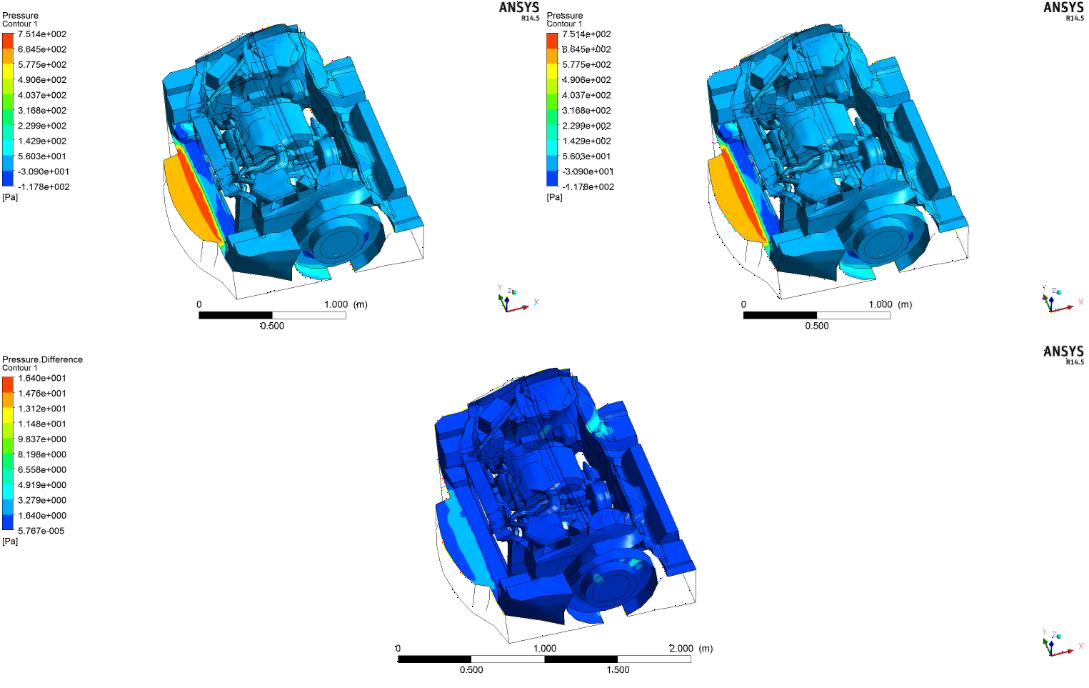 Pressure
Contour 1
7.514e+002
6.645e+002
5.775e+002
4.906e+002
4.037e+002
3.168e+002
2.299e+002
1.429e+002
5.603e+001
-3.090e+001
-1.178e+002
[Pa]
ANSYS
R14.5
0
1.000 (m)
0.500
Y
Z
X
Pressure
Contour 1
7.514e+002
6.645e+002
5.775e+002
4.906e+002
4.037e+002
3.168e+002
2.299e+002
1.429e+002
5.603e+001
-3.090e+001
-1.178e+002
[Pa]
ANSYS
R14.5
0
1.000 (m)
0.500
Y
Z
X
Pressure.Difference
Contour 1
1.640e+001
1.476e+001
1.312e+001
1.148e+001
9.837e+000
8.198e+000
6.558e+000
4.919e+000
3.279e+000
1.640e+000
5.767e-005
[Pa]
ANSYS
R14.5
0
1.000
2.000 (m)
0.500
1.500
Y
Z
X